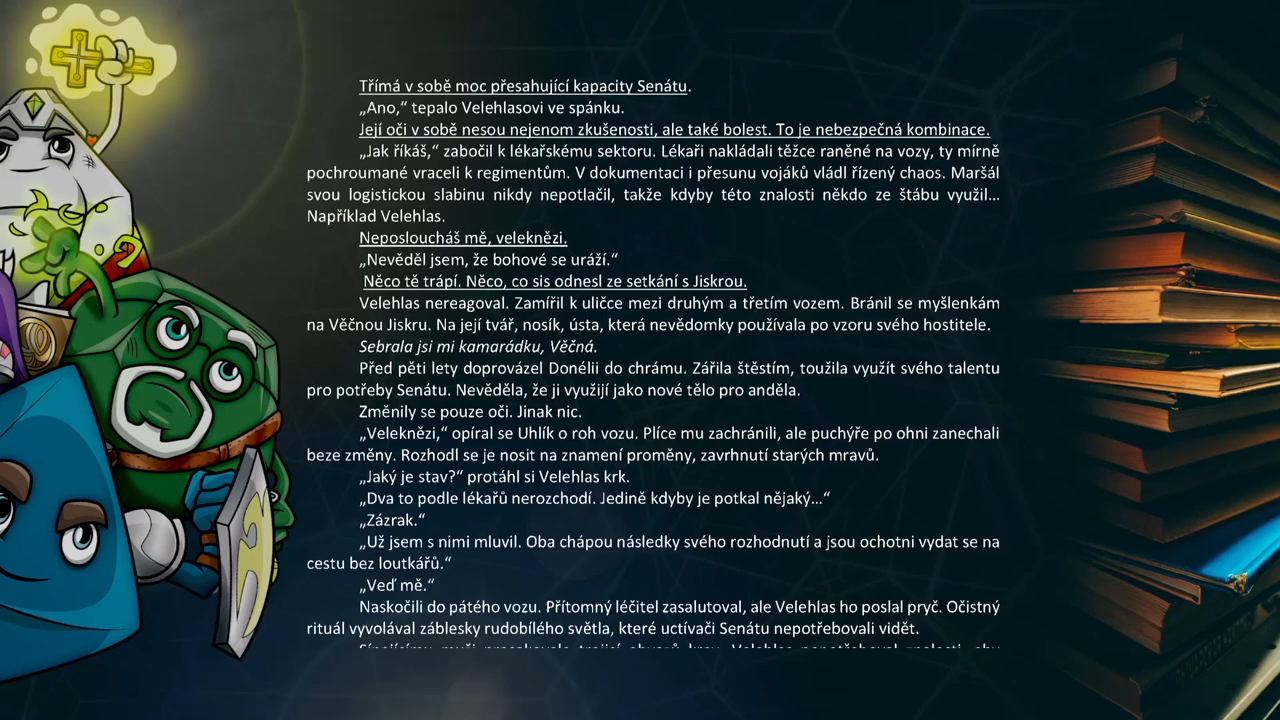 Třímá v sobě moc přesahující kapacity Senátu.
„Ano,“ tepalo Velehlasovi ve spánku.
Její oči v sobě nesou nejenom zkušenosti, ale také bolest. To je nebezpečná kombinace.
„Jak říkáš,“ zabočil k lékařskému sektoru. Lékaři nakládali těžce raněné na vozy, ty mírně
pochroumané vraceli k regimentům. V dokumentaci i přesunu vojáků vládl řízený chaos. Maršál
svou logistickou slabinu nikdy nepotlačil, takže kdyby této znalosti někdo ze štábu využil…
Například Velehlas.
Neposloucháš mě, veleknězi.
„Nevěděl jsem, že bohové se uráží.“
Něco tě trápí. Něco, co sis odnesl ze setkání s Jiskrou.
Velehlas nereagoval. Zamířil k uličce mezi druhým a třetím vozem. Bránil se myšlenkám
na Věčnou Jiskru. Na její tvář, nosík, ústa, která nevědomky používala po vzoru svého hostitele.
Sebrala jsi mi kamarádku, Věčná.
Před pěti lety doprovázel Donélii do chrámu. Zářila štěstím, toužila využít svého talentu
pro potřeby Senátu. Nevěděla, že ji využijí jako nové tělo pro anděla.
Změnily se pouze oči. Jinak nic.
„Veleknězi,“ opíral se Uhlík o roh vozu. Plíce mu zachránili, ale puchýře po ohni zanechali
beze změny. Rozhodl se je nosit na znamení proměny, zavrhnutí starých mravů.
„Jaký je stav?“ protáhl si Velehlas krk.
„Dva to podle lékařů nerozchodí. Jedině kdyby je potkal nějaký…“
„Zázrak.“
„Už jsem s nimi mluvil. Oba chápou následky svého rozhodnutí a jsou ochotni vydat se na
cestu bez loutkářů.“
„Veď mě.“
Naskočili do pátého vozu. Přítomný léčitel zasalutoval, ale Velehlas ho poslal pryč. Očistný
rituál vyvolával záblesky rudobílého světla, které uctívači Senátu nepotřebovali vidět.